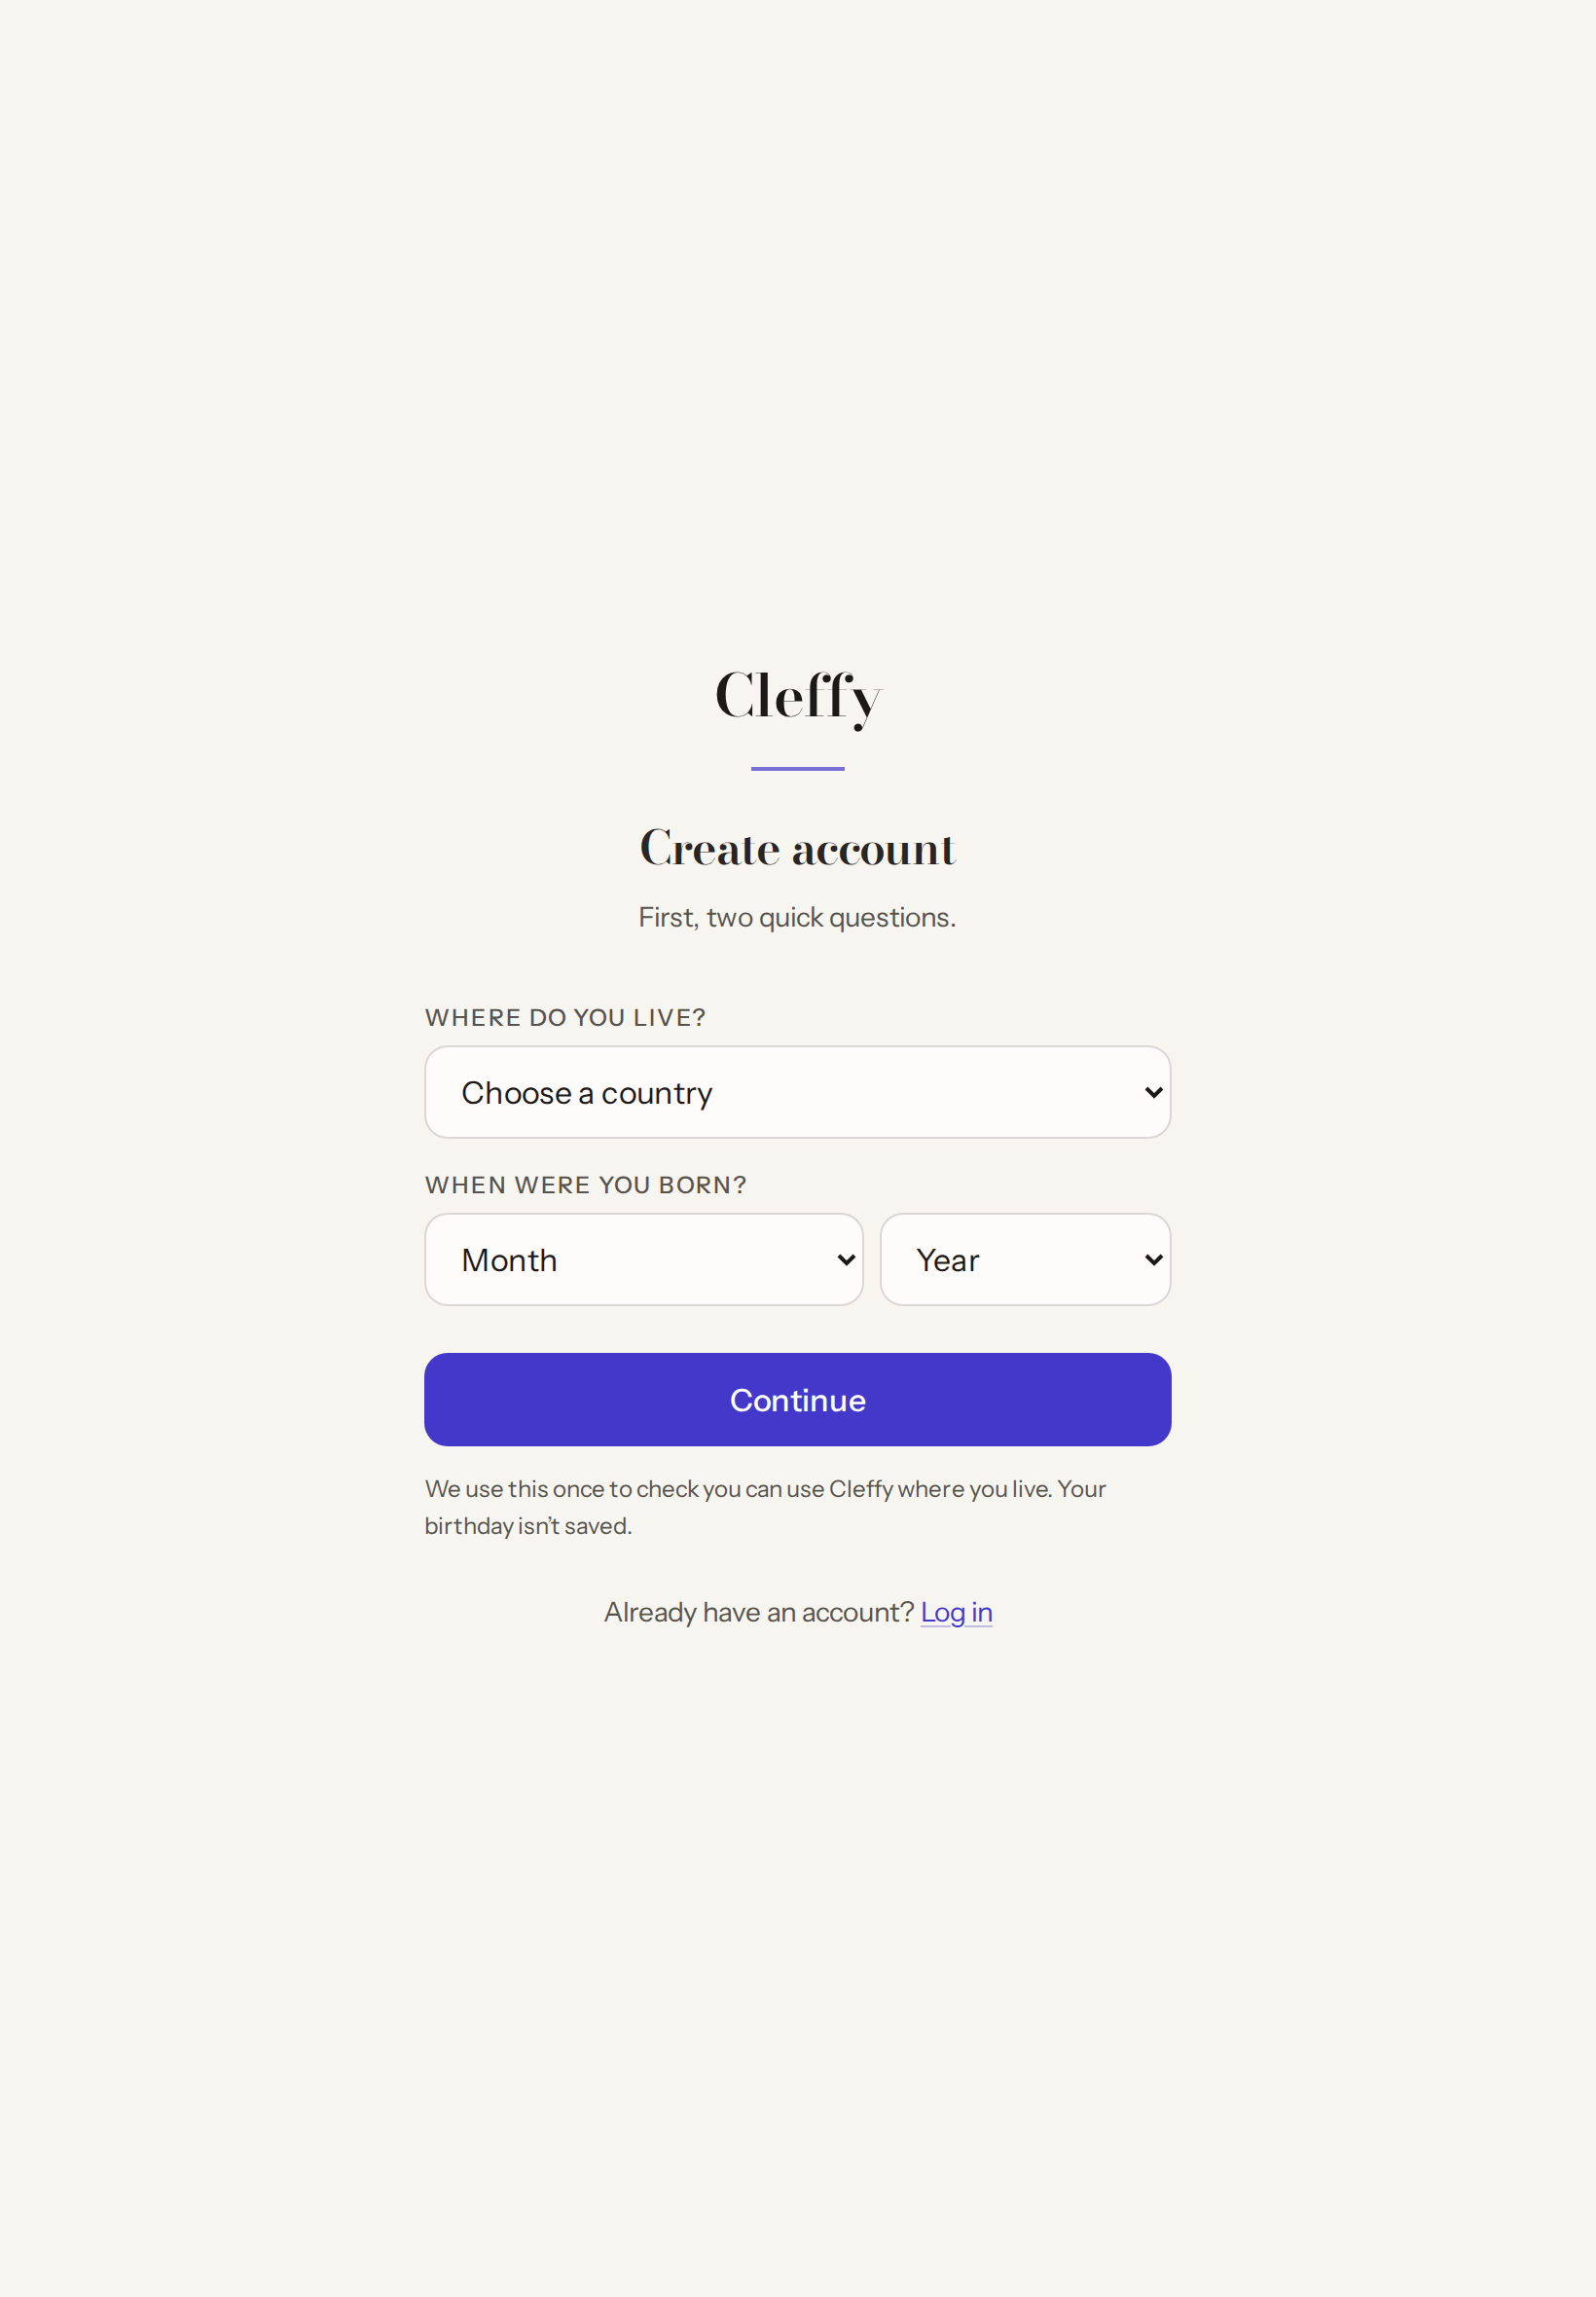 Cleffy
Create account
First, two quick questions.
WHERE DO YOU LIVE?
Choose a country
WHEN WERE YOU BORN?
Month
Year
Continue
We use this once to check you can use Cleffy where you live. Your
birthday isn’t saved.
Already have an account? Log in